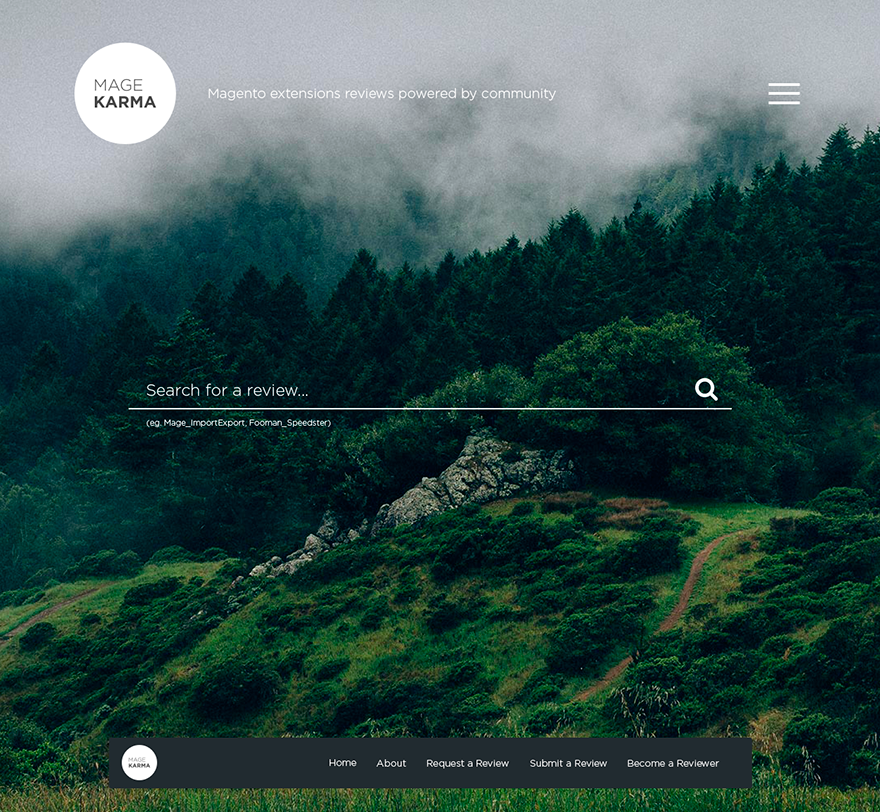 MAGE
KARMA
Magento extensions reviews powered by community
Search for a review...
(eg. Mage_ImportExport, Fooman_Speedster)
MAGE
KARMA
Home About Request a Review Submit a Review Become a Reviewer